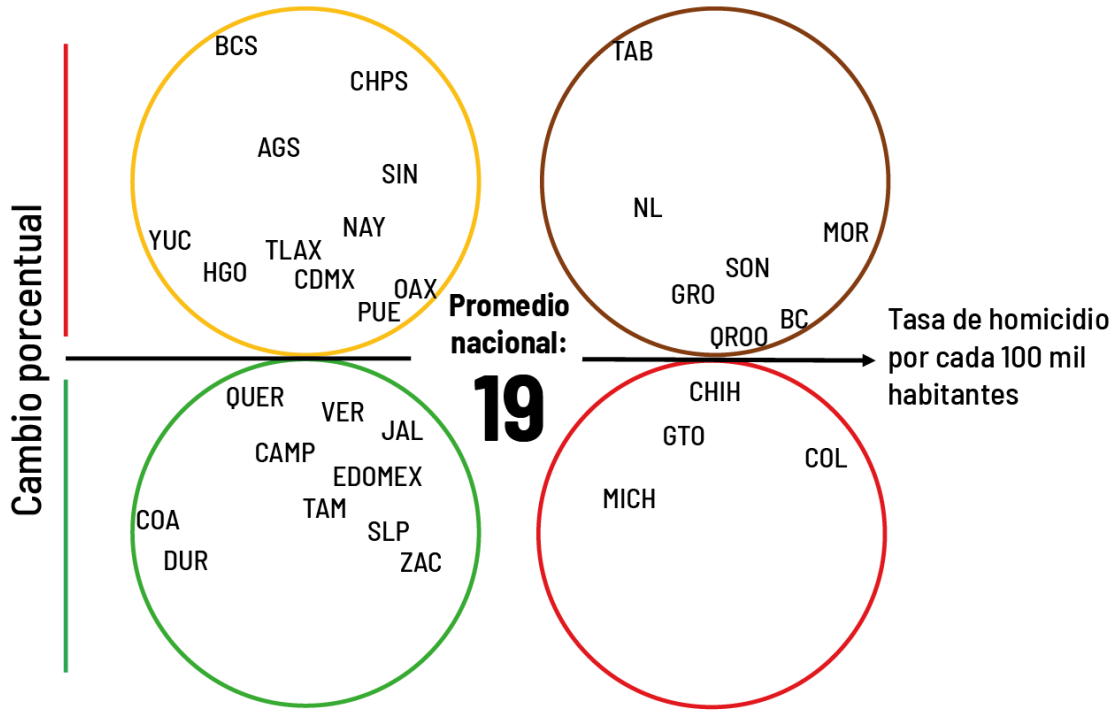 BCS
CHPS
AGS
SIN
YUC
NAY
TLAX
HGO
CDMX
OAX
PUE
TAB
NL
MOR
SON
GRO
BC
QROO
Cambio porcentual
Promedio
nacional:
19
Tasa de homicidio
por cada 100 mil
habitantes
QUER
VER
JAL
CAMP
EDOMEX
TAM
COA
SLP
DUR
ZAC
CHIH
GTO
COL
MICH